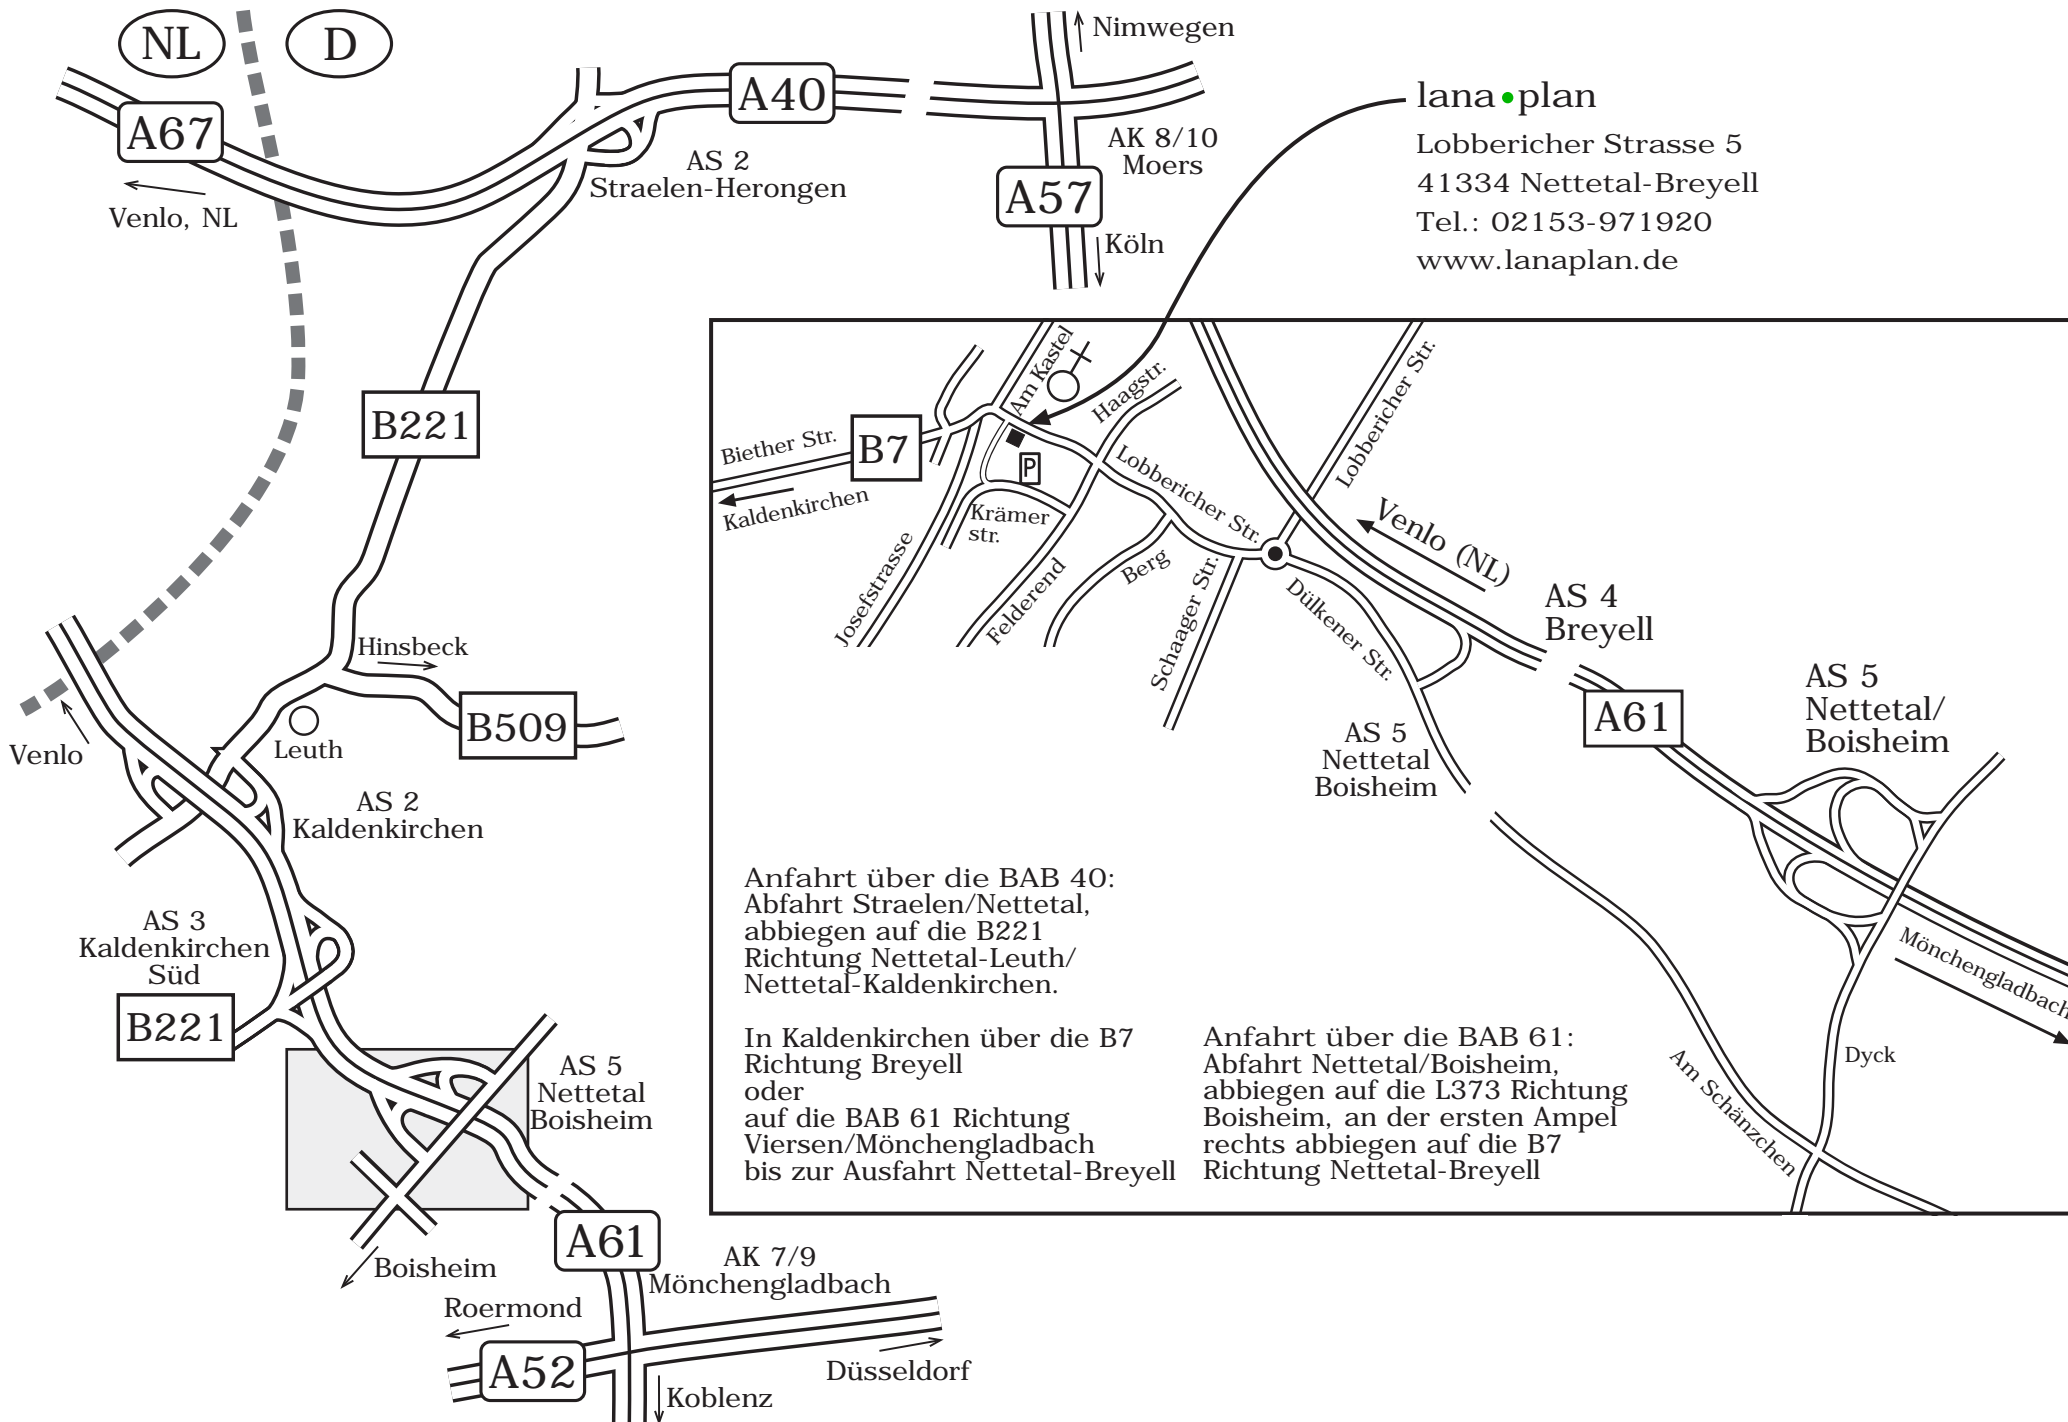 NL
D
Nimwegen
A67
A40
lana•plan
Lobbericher Strasse 5
41334 Nettetal-Breyell
Tel.: 02153-971920
www.lanaplan.de
AK 8/10
Moers
AS 2
Straelen-Herongen
A57
Venlo, NL
Köln
B221
Hinsbeck
B509
Leuth
Venlo
AS 2
Kaldenkirchen
AS 3
Kaldenkirchen
Süd
B221
AS 5
Nettetal
Boisheim
Boisheim
A61
AK 7/9
Mönchengladbach
Roermond
A52
Düsseldorf
Koblenz
Am Kastel
Haagstr.
Lobbericher Str.
Biether Str.
B7
Kaldenkirchen
P
Lobbericher Str.
Krämer
str.
Josefstrasse
Felderend
Berg
Schaager Str.
Dülkener Str.
Venlo (NL)
AS 4
Breyell
A61
AS 5
Nettetal/
Boisheim
AS 5
Nettetal
Boisheim
Mönchengladbach
Dyck
Am Schänzchen
Anfahrt über die BAB 40:
Abfahrt Straelen/Nettetal,
abbiegen auf die B221
Richtung Nettetal-Leuth/
Nettetal-Kaldenkirchen.
In Kaldenkirchen über die B7
Richtung Breyell
oder
auf die BAB 61 Richtung
Viersen/Mönchengladbach
bis zur Ausfahrt Nettetal-Breyell
Anfahrt über die BAB 61:
Abfahrt Nettetal/Boisheim,
abbiegen auf die L373 Richtung
Boisheim, an der ersten Ampel
rechts abbiegen auf die B7
Richtung Nettetal-Breyell